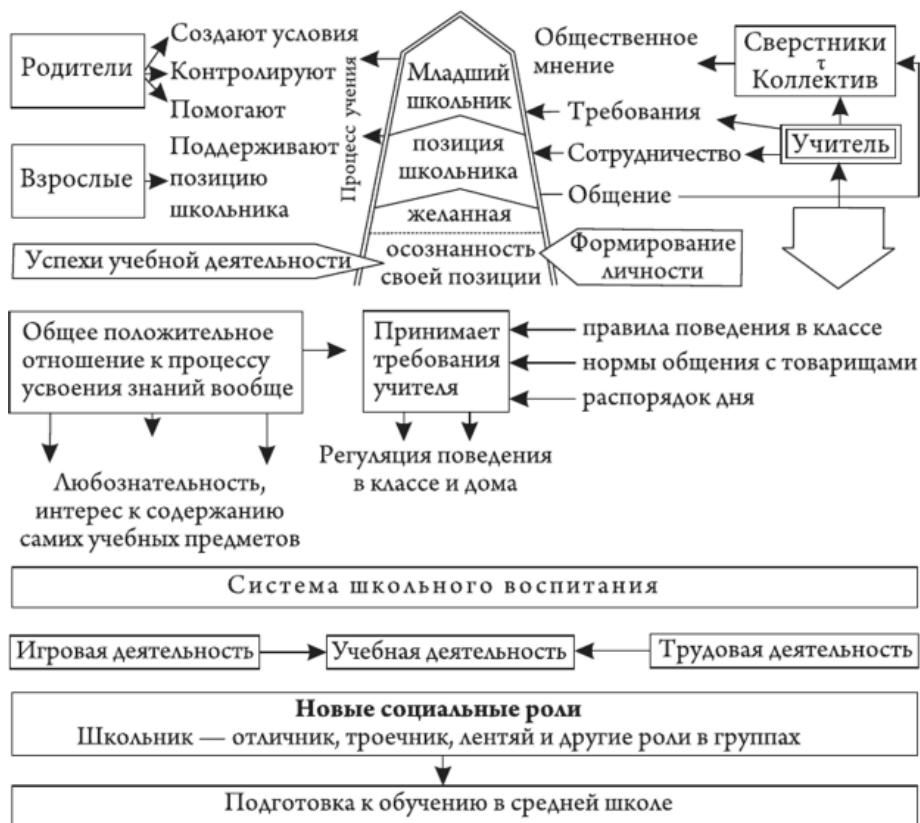 Родители
Создают условия
Контролируют
Помогают
Взрослые
Поддерживают
позицию
школьника
Процесс учения
Младший
школьник
позиция
школьника
желанная
осознанность
своей позиции
Общественное
мнение
Требования
Сотрудничество
Общение
Сверстники
τ
Коллектив
Учитель
Успехи учебной деятельности
Формирование
личности
Общее положительное
отношение к процессу
усвоения знаний вообще
Принимает
требования
учителя
правила поведения в классе
нормы общения с товарищами
распорядок дня
Любознательность,
интерес к содержанию
самих учебных предметов
Регуляция поведения
в классе и дома
Система школьного воспитания
Игровая деятельность
Учебная деятельность
Трудовая деятельность
Новые социальные роли
Школьник — отличник, троечник, лентяй и другие роли в группах
Подготовка к обучению в средней школе